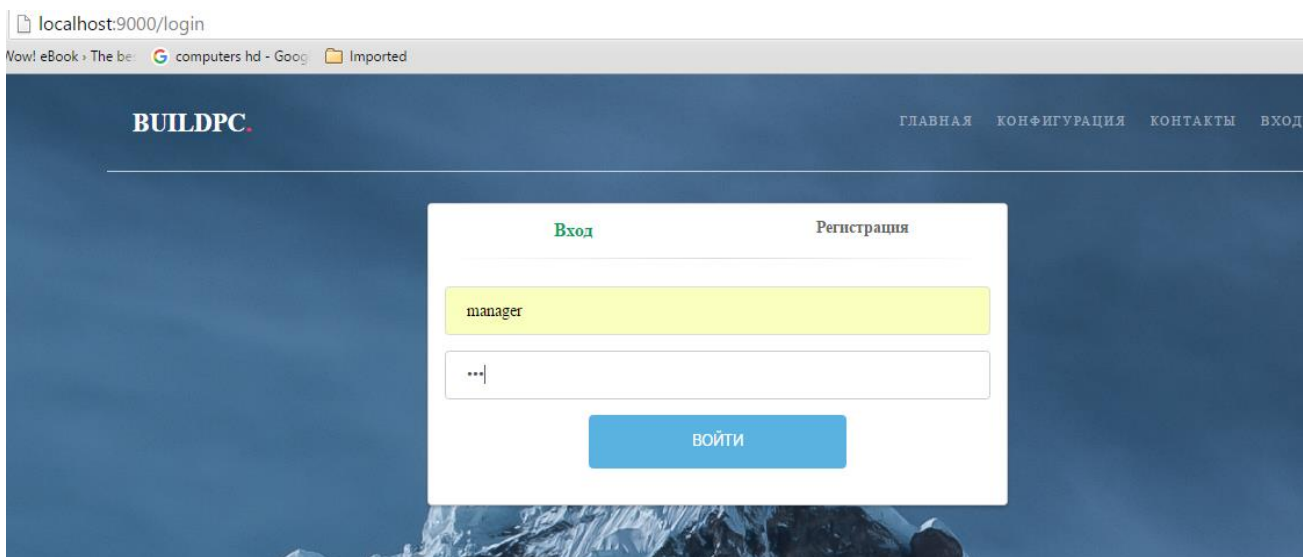 localhost:9000/login
Wow! eBook › The be
computers hd - Goog
Imported
BUILDPC.
ГЛАВНАЯ КОНФИГУРАЦИЯ КОНТАКТЫ ВХОД
Вход Регистрация
manager
•••
ВОЙТИ